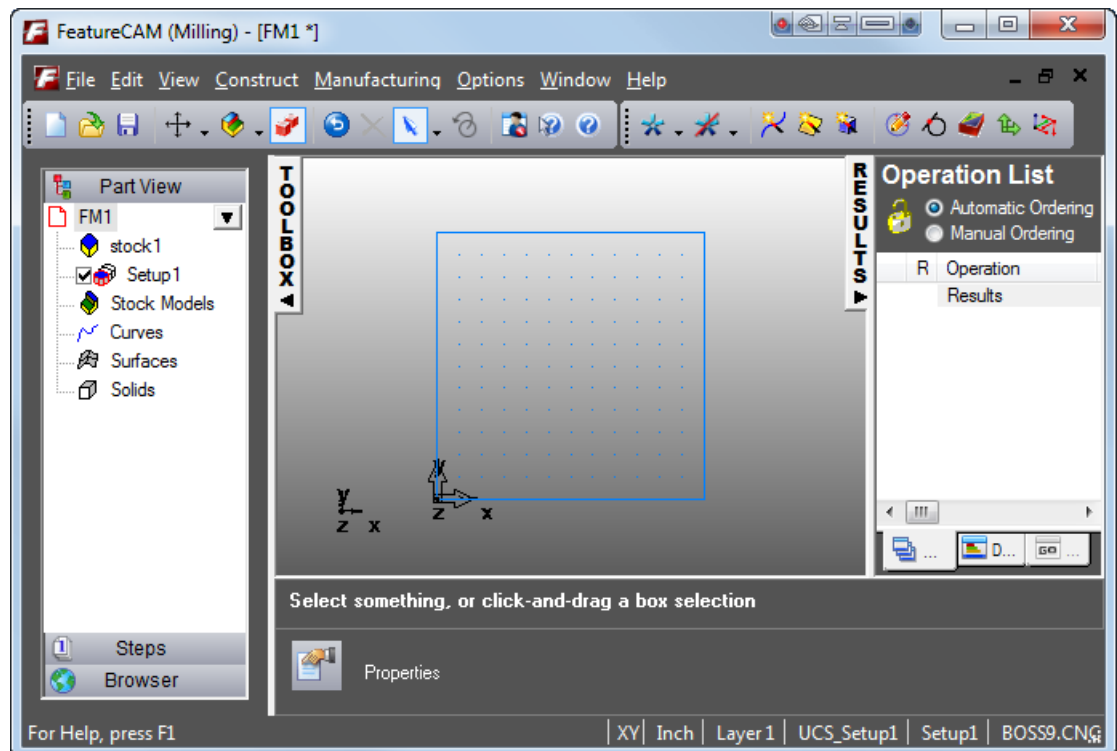 FeatureCAM (Milling) - [FM1 *]
File Edit View Construct Manufacturing Options Window Help
Part View
FM1
stock1
Setup1
Stock Models
Curves
Surfaces
Solids
Steps
Browser
TOOLBOX
y
z x
y
z x
RESULTS
Operation List
Automatic Ordering
Manual Ordering
R Operation
Results
... D... GO ...
Select something, or click-and-drag a box selection
1
Properties
For Help, press F1
XY Inch Layer 1 UCS_Setup1 Setup1 BOSS9.CNC